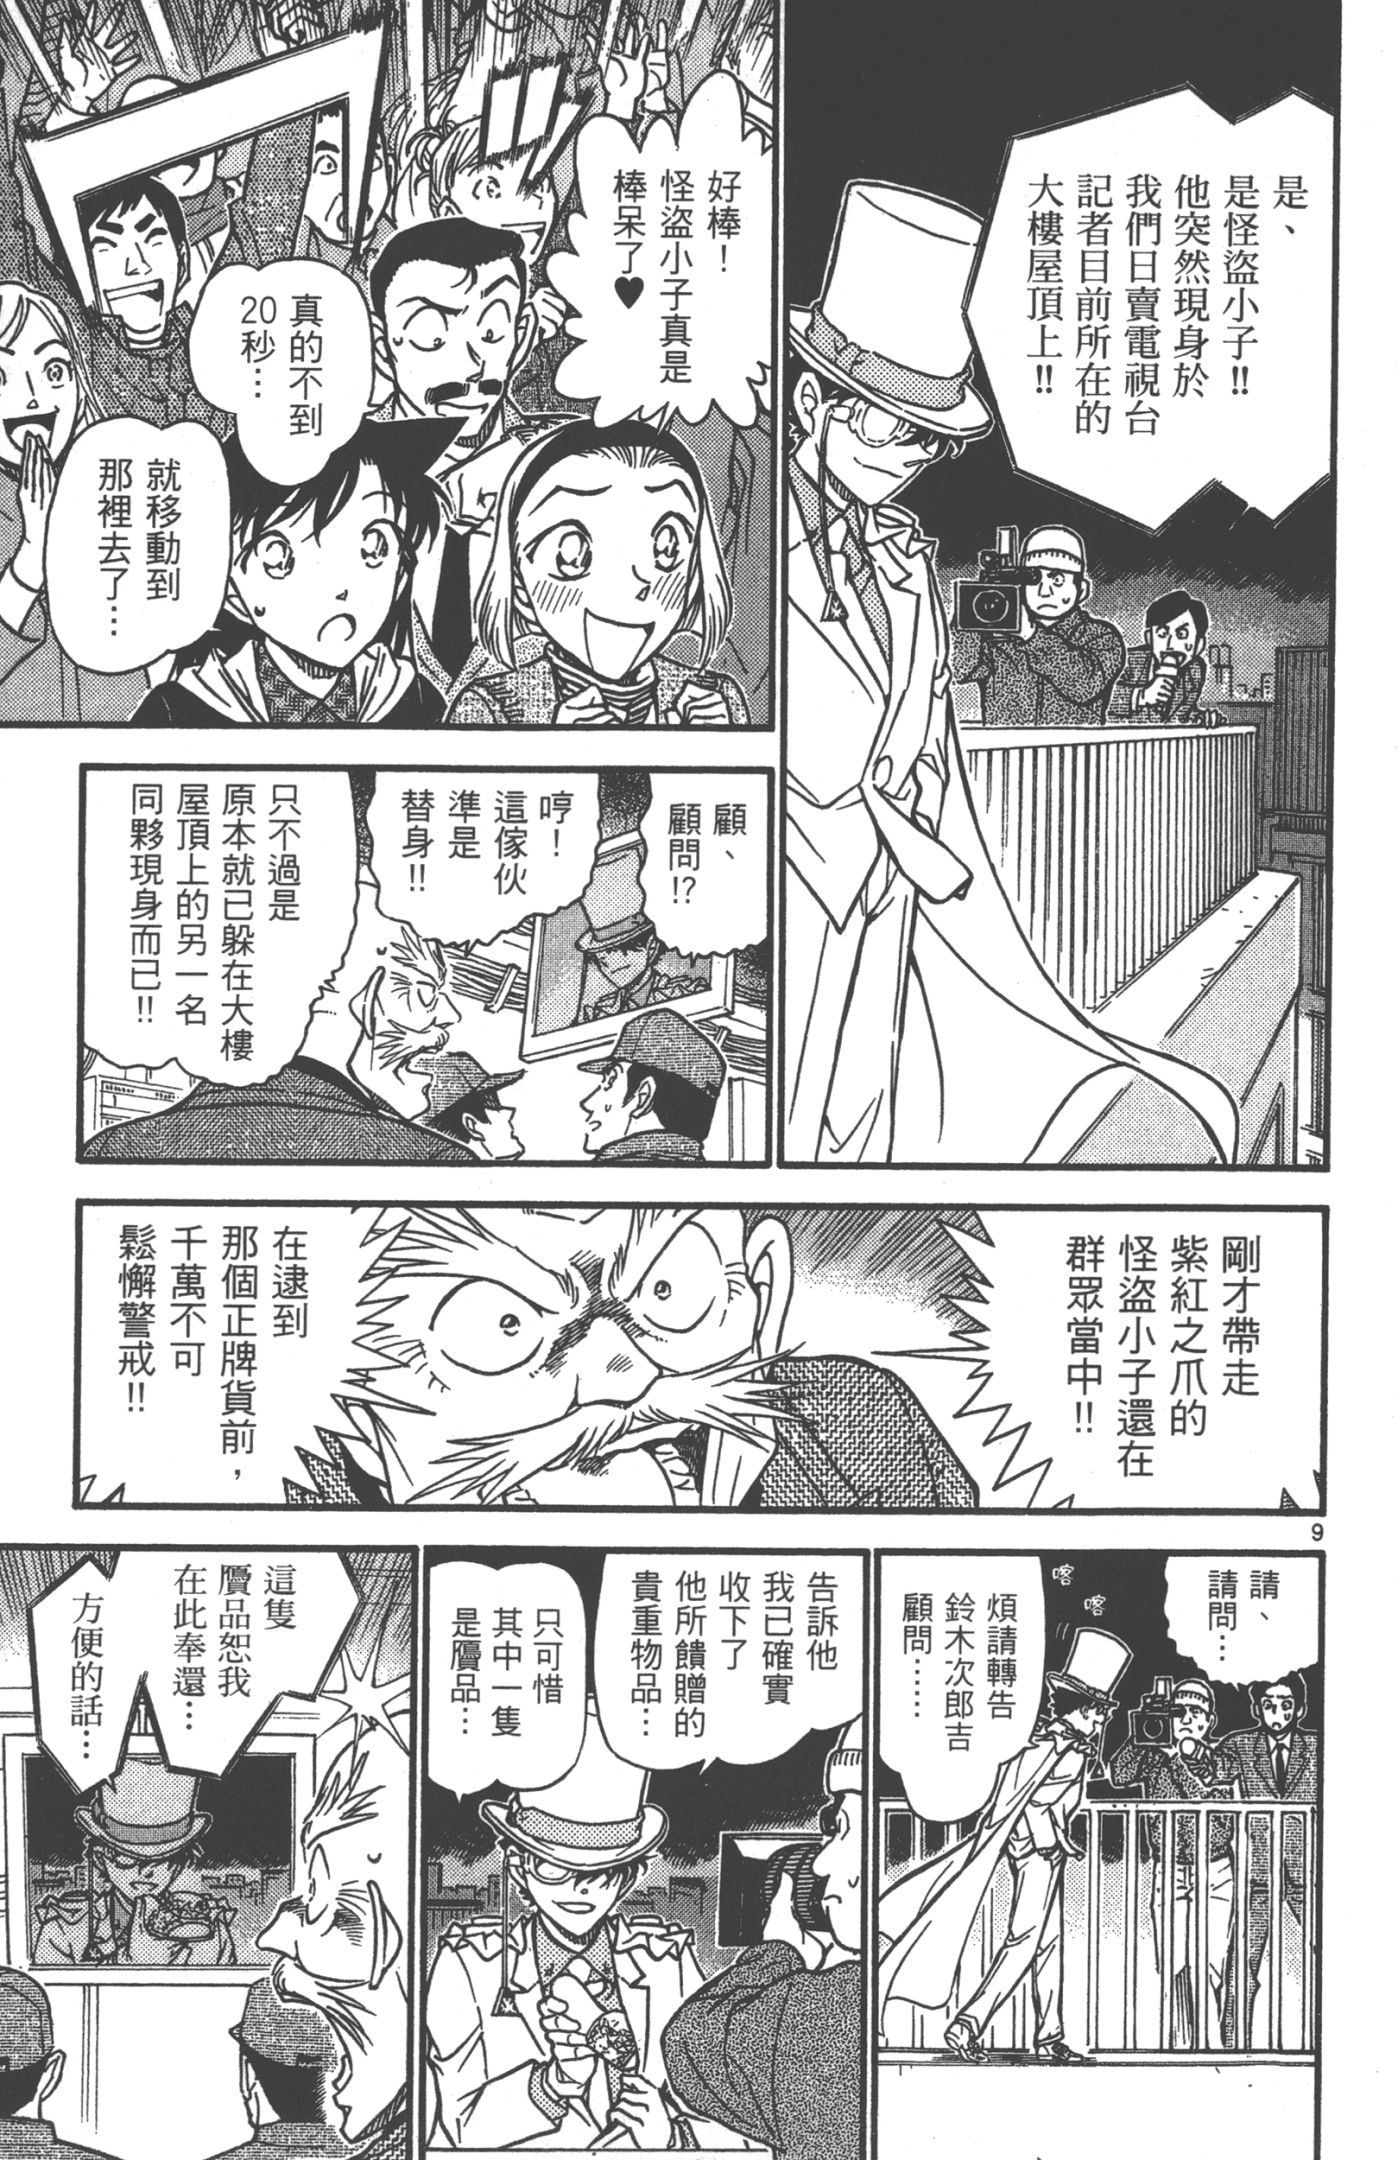 是、
是怪盜小子!!
他突然現身於
我們日賣電視台
記者目前所在的
大樓屋頂上!!
好棒!
怪盜小子真是
棒呆了♥
真的不到
20秒…
就移動到
那裡去了…
顧、
顧問!?
哼!
這傢伙
準是
替身!!
只不過是
原本就已躲在大樓
屋頂上的另一名
同夥現身而已!!
剛才帶走
紫紅之爪的
怪盜小子還在
群眾當中!!
在逮到
那個正牌貨前,
千萬不可
鬆懈警戒!!
9
請、
請問…
喀
喀
煩請轉告
鈴木次郎吉
顧問……
告訴他
我已確實
收下了
他所饋贈的
貴重物品…
只可惜
其中一隻
是贗品…
這隻
贗品恕我
在此奉還…
方便的話…